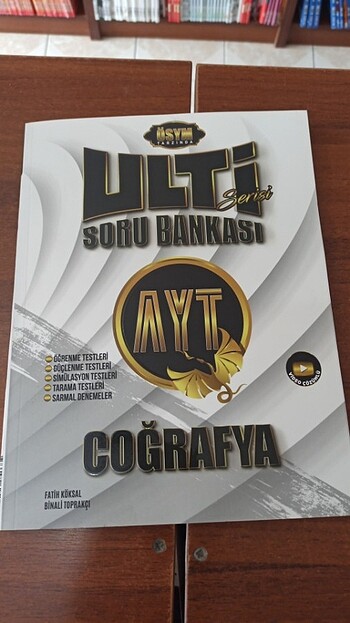 ÖSYM
TARZINDA
ULTİ
Serisi
SORU BANKASI
AYT
ÖĞRENME TESTLERİ
GÜÇLENME TESTLERİ
SİMÜLASYON TESTLERİ
TARAMA TESTLERİ
SARMAL DENEMELER
VİDEO ÇÖZÜMLÜ
COĞRAFYA
FATİH KÖKSAL
BİNALİ TOPRAKÇI